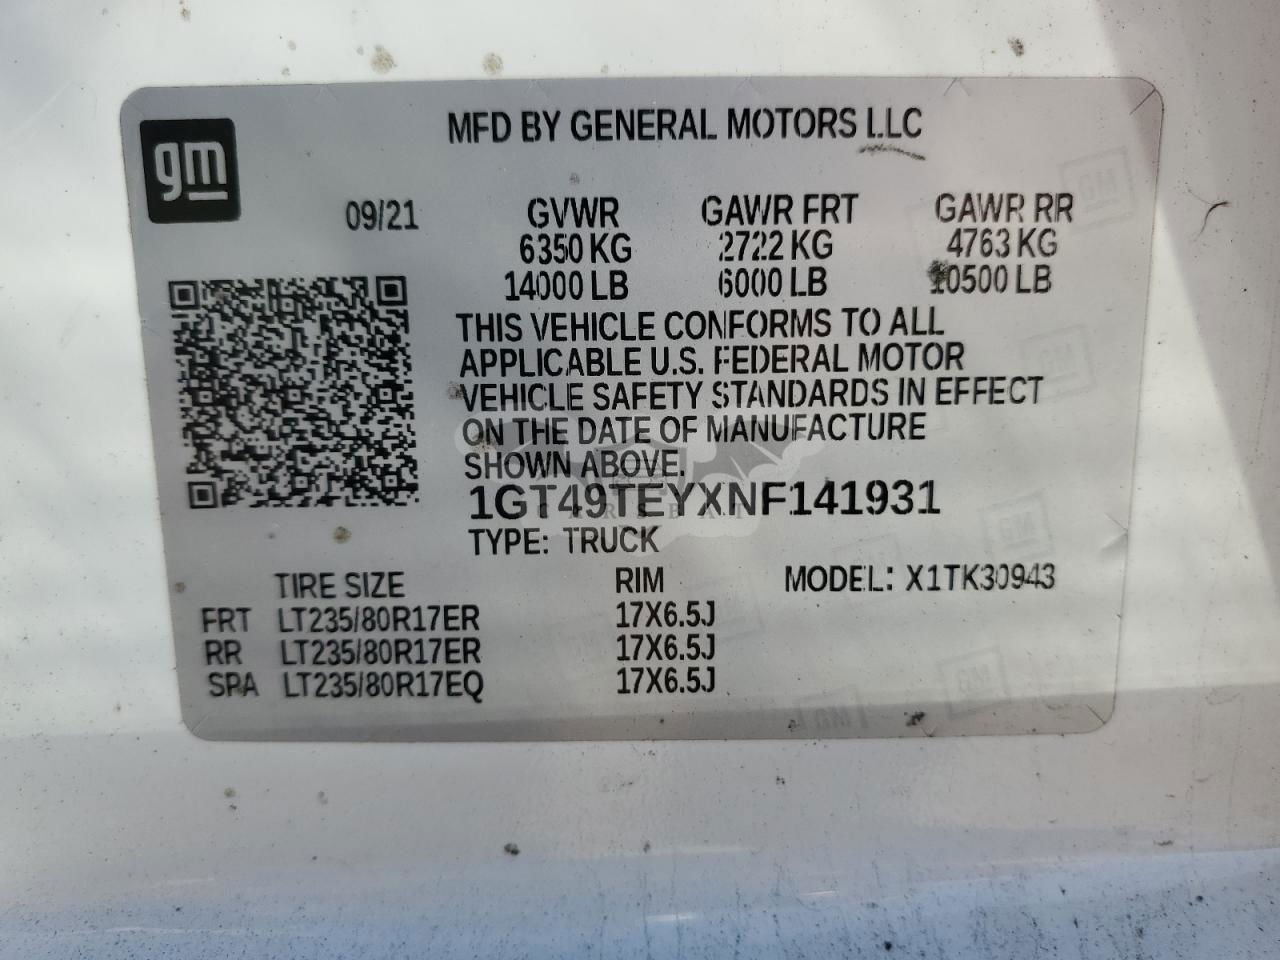 MFD BY GENERAL MOTORS LLC
gm
09/21 GVWR GAWR FRT GAWR RR
6350 KG 2722 KG 4763 KG
14000 LB 6000 LB 10500 LB
THIS VEHICLE CONFORMS TO ALL
APPLICABLE U.S. FEDERAL MOTOR
VEHICLE SAFETY STANDARDS IN EFFECT
ON THE DATE OF MANUFACTURE
SHOWN ABOVE.
1GT49TEYXNF141931
CARSBAT
TYPE: TRUCK
TIRE SIZE RIM MODEL: X1TK30943
FRT LT235/80R17ER 17X6.5J
RR LT235/80R17ER 17X6.5J
SPA LT235/80R17EQ 17X6.5J